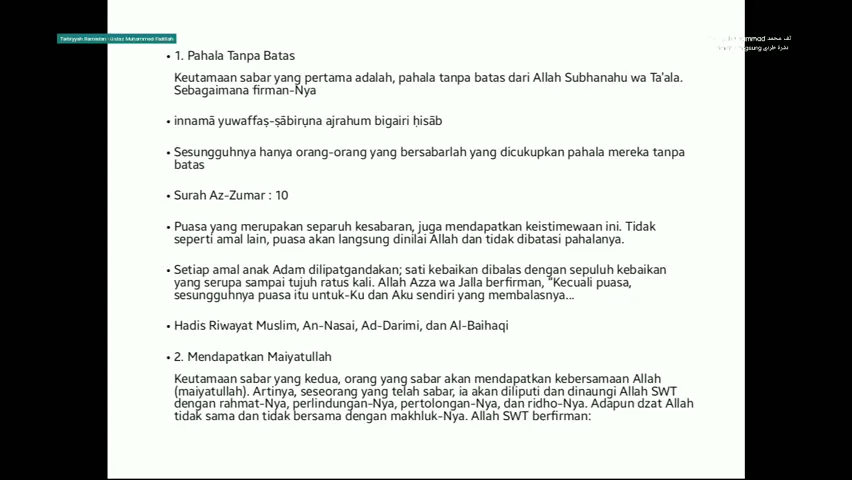 Tarbiyyah Ramadan - Ustaz Muhammad Fadillah
• 1. Pahala Tanpa Batas
Keutamaan sabar yang pertama adalah, pahala tanpa batas dari Allah Subhanahu wa Ta'ala.
Sebagaimana firman-Nya
• innamā yuwaffaṣ-ṣābirụna ajrahum bigairi ḥisāb
• Sesungguhnya hanya orang-orang yang bersabarlah yang dicukupkan pahala mereka tanpa
batas
• Surah Az-Zumar : 10
• Puasa yang merupakan separuh kesabaran, juga mendapatkan keistimewaan ini. Tidak
seperti amal lain, puasa akan langsung dinilai Allah dan tidak dibatasi pahalanya.
• Setiap amal anak Adam dilipatgandakan; sati kebaikan dibalas dengan sepuluh kebaikan
yang serupa sampai tujuh ratus kali. Allah Azza wa Jalla berfirman, "Kecuali puasa,
sesungguhnya puasa itu untuk-Ku dan Aku sendiri yang membalasnya...
• Hadis Riwayat Muslim, An-Nasai, Ad-Darimi, dan Al-Baihaqi
• 2. Mendapatkan Maiyatullah
Keutamaan sabar yang kedua, orang yang sabar akan mendapatkan kebersamaan Allah
(maiyatullah). Artinya, seseorang yang telah sabar, ia akan diliputi dan dinaungi Allah SWT
dengan rahmat-Nya, perlindungan-Nya, pertolongan-Nya, dan ridho-Nya. Adapun dzat Allah
tidak sama dan tidak bersama dengan makhluk-Nya. Allah SWT berfirman: